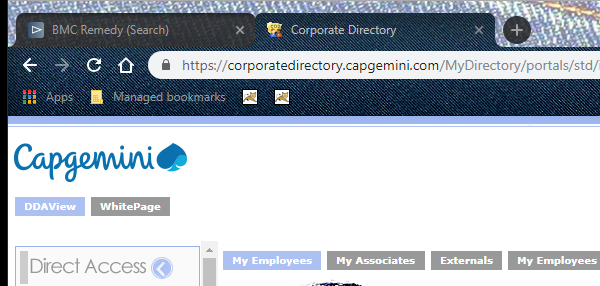 BMC Remedy (Search)
Corporate Directory
https://corporatedirectory.capgemini.com/MyDirectory/portals/std/
Apps
Managed bookmarks
Capgemini
DDAView
WhitePage
Direct Access
My Employees
My Associates
Externals
My Employees